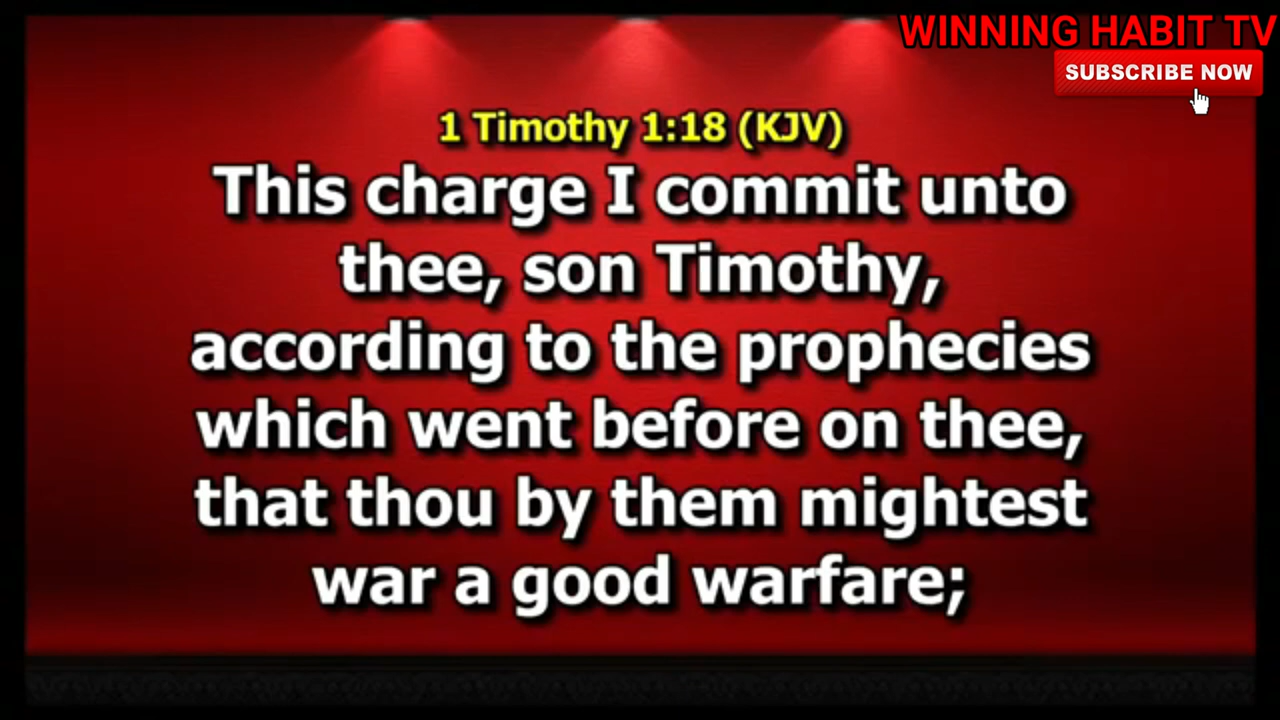 WINNING HABIT TV
SUBSCRIBE NOW
1 Timothy 1:18 (KJV)
This charge I commit unto
thee, son Timothy,
according to the prophecies
which went before on thee,
that thou by them mightest
war a good warfare;